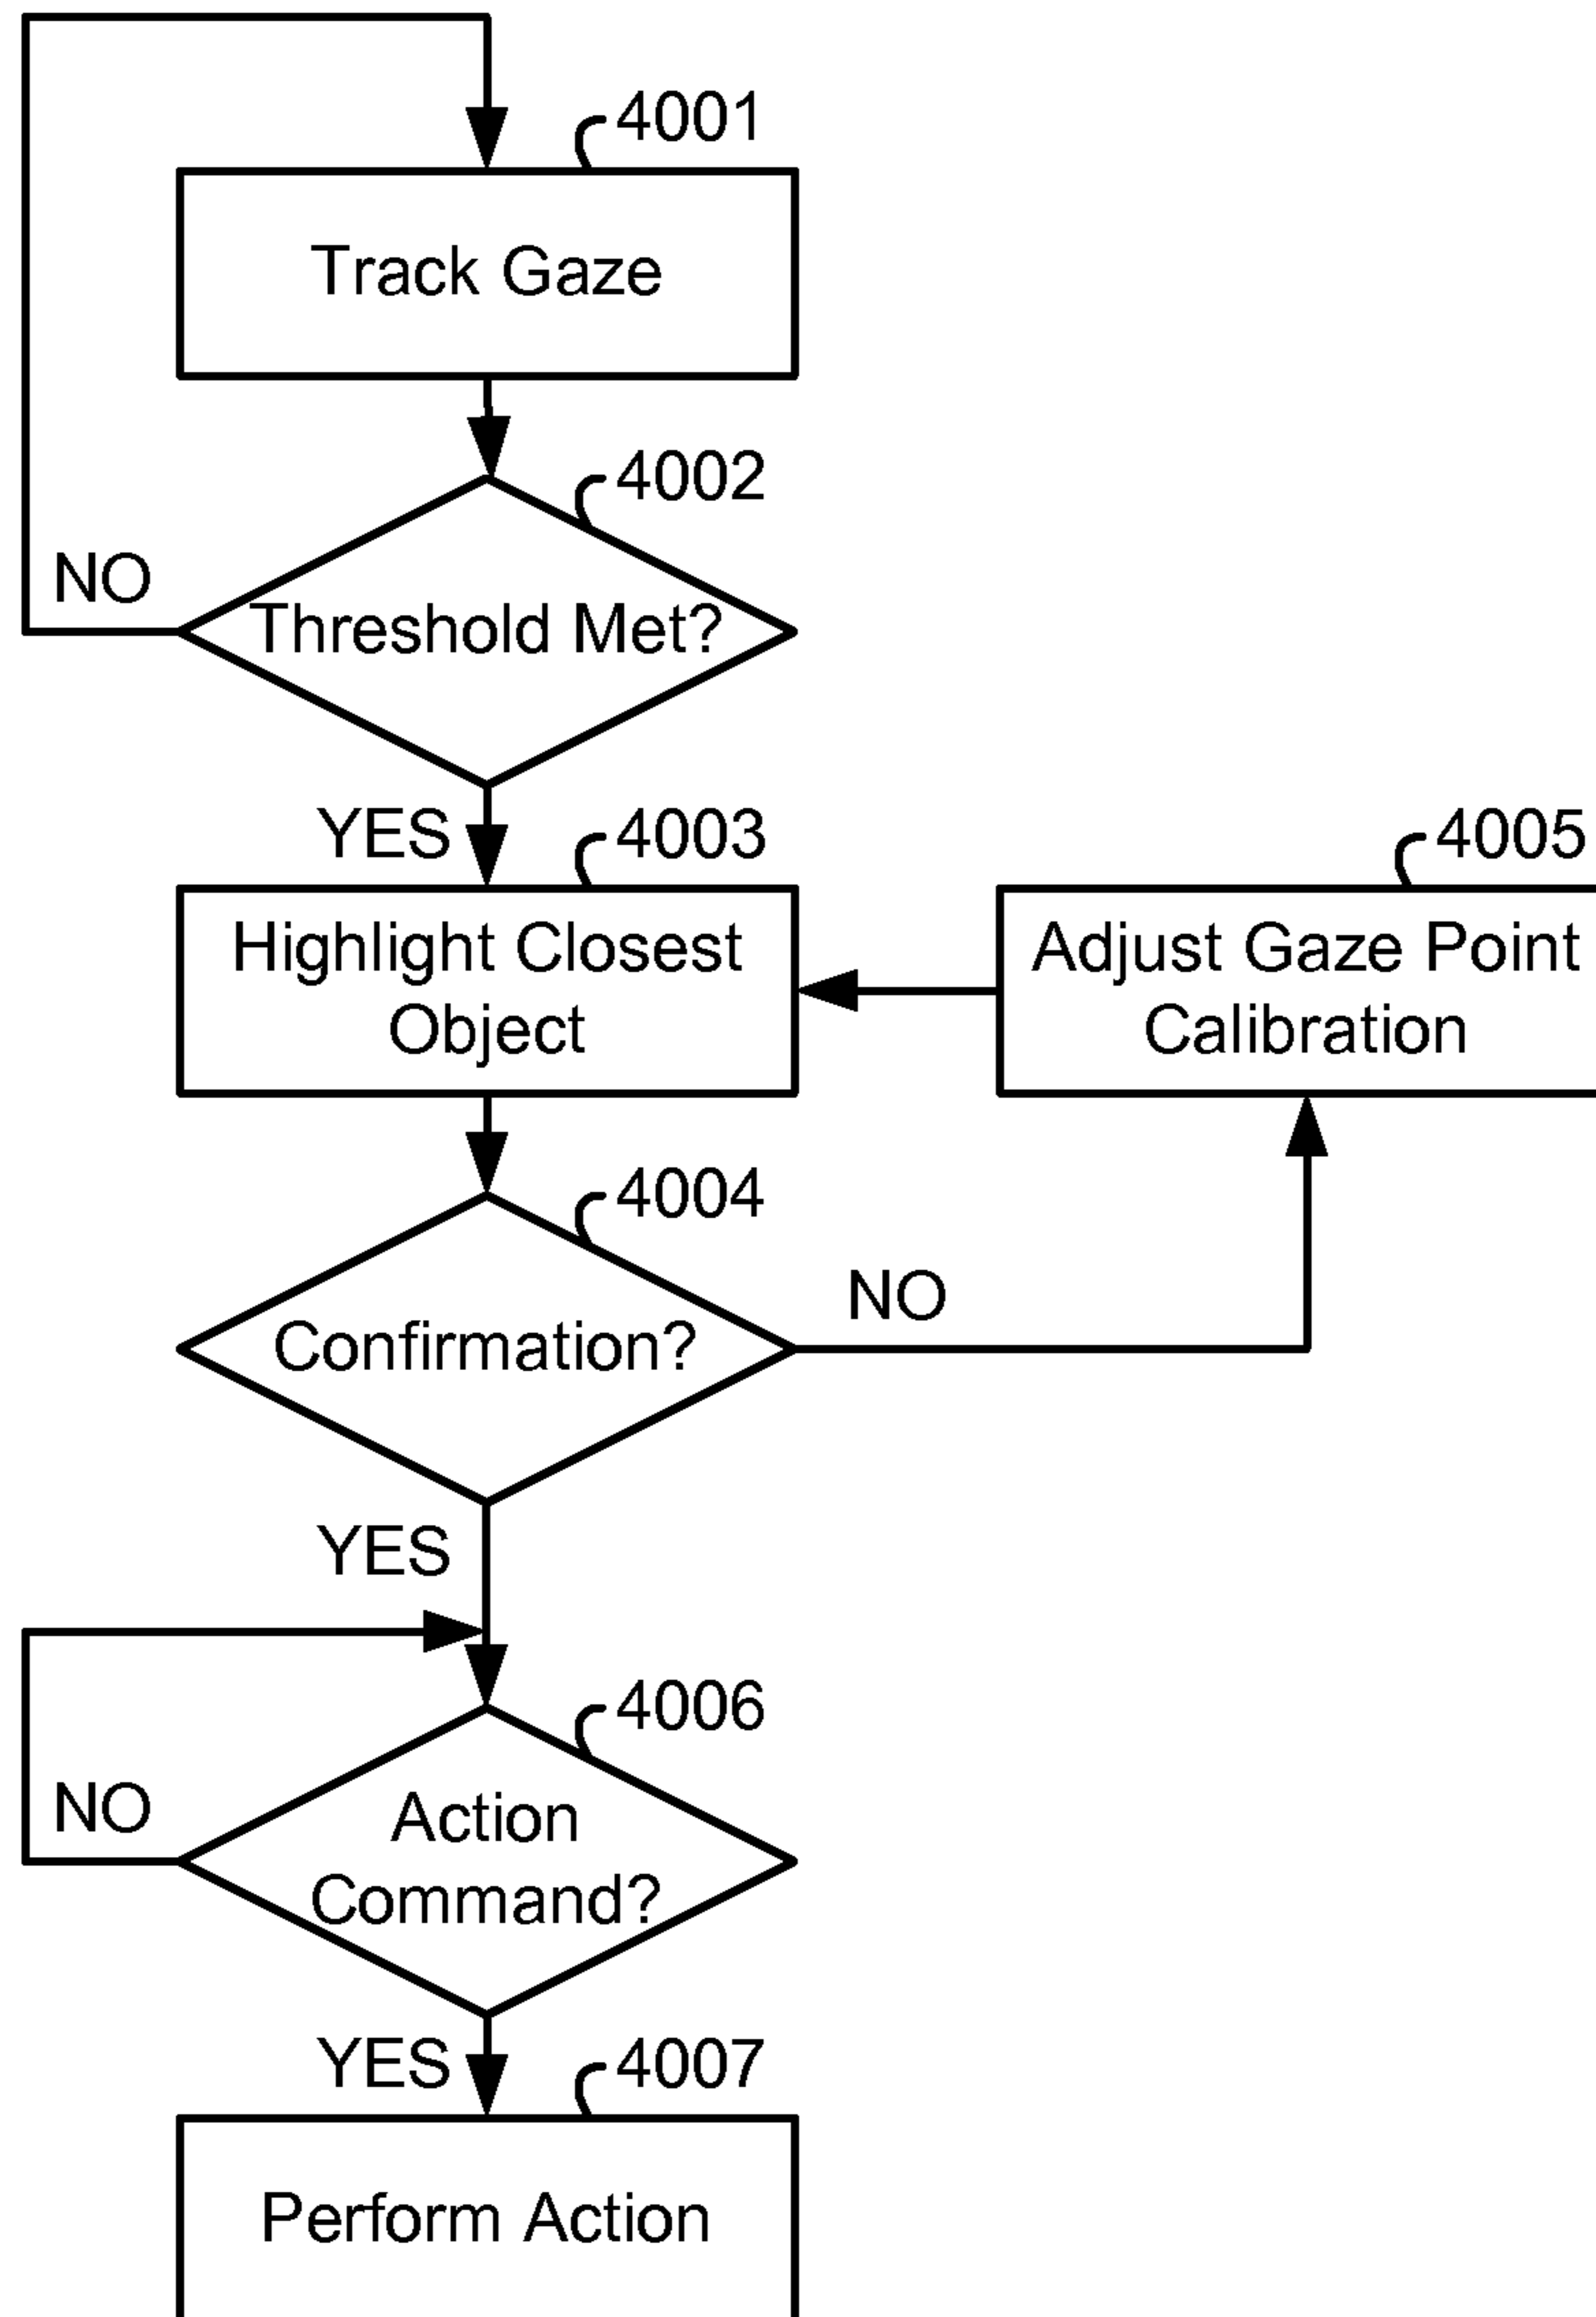 4001
Track Gaze
4002
NO
Threshold Met?
YES
4003
4005
Highlight Closest
Object
Adjust Gaze Point
Calibration
4004
NO
Confirmation?
YES
4006
NO
Action
Command?
YES
4007
Perform Action